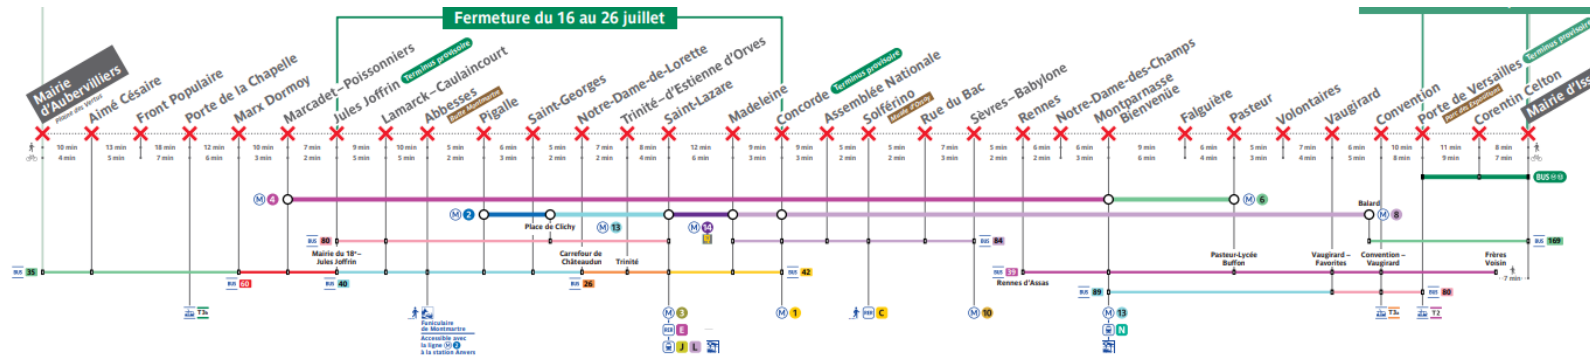 Fermeture du 16 au 26 juillet
Mairie
d'Aubervilliers
Plaine des Vertus
Aimé Césaire
Front Populaire
Porte de la Chapelle
Marx Dormoy
Marcadet–Poissonniers
Jules Joffrin Terminus provisoire
Lamarck–Caulaincourt
Abbesses
Butte Montmartre
Pigalle
Saint-Georges
Notre-Dame-de-Lorette
Trinité–d'Estienne d'Orves
Saint-Lazare
Madeleine
Concorde Terminus provisoire
Assemblée Nationale
Solférino
Musée d'Orsay
Rue du Bac
Sèvres–Babylone
Rennes
Notre-Dame-des-Champs
Montparnasse
Bienvenüe
Falguière
Pasteur
Volontaires
Vaugirard
Convention
Porte de Versailles Terminus provisoire
Parc des Expositions
Corentin Celton
Mairie d'Iss
10 min 13 min 18 min 12 min 10 min 7 min 9 min 10 min 5 min 6 min 5 min 7 min 8 min 12 min 9 min 9 min 5 min 5 min 7 min 5 min 6 min 6 min 9 min 6 min 5 min 7 min 6 min 10 min 11 min 8 min
4 min 5 min 7 min 6 min 3 min 2 min 5 min 5 min 2 min 3 min 2 min 2 min 4 min 6 min 3 min 3 min 2 min 2 min 3 min 2 min 2 min 3 min 6 min 4 min 3 min 4 min 5 min 8 min 9 min 7 min
BUS
M 4
M 6
M 2
Place de Clichy
M 13
M 14
Balard
M 8
BUS 80
BUS 84
BUS 169
Mairie du 18e–
Jules Joffrin
Carrefour de
Châteaudun
Trinité
Pasteur-Lycée
Buffon
Vaugirard –
Favorites
Convention –
Vaugirard
Frères
Voisin
BUS 35
BUS 60
BUS 40
BUS 26
BUS 42
BUS 39
Rennes d'Assas
7 min
BUS 89
BUS 80
T3b
Funiculaire
de Montmartre
Accessible avec
la ligne M 2
à la station Anvers
M 3
RER E
J L
M 1
RER C
M 10
M 13
N
T3a
T2